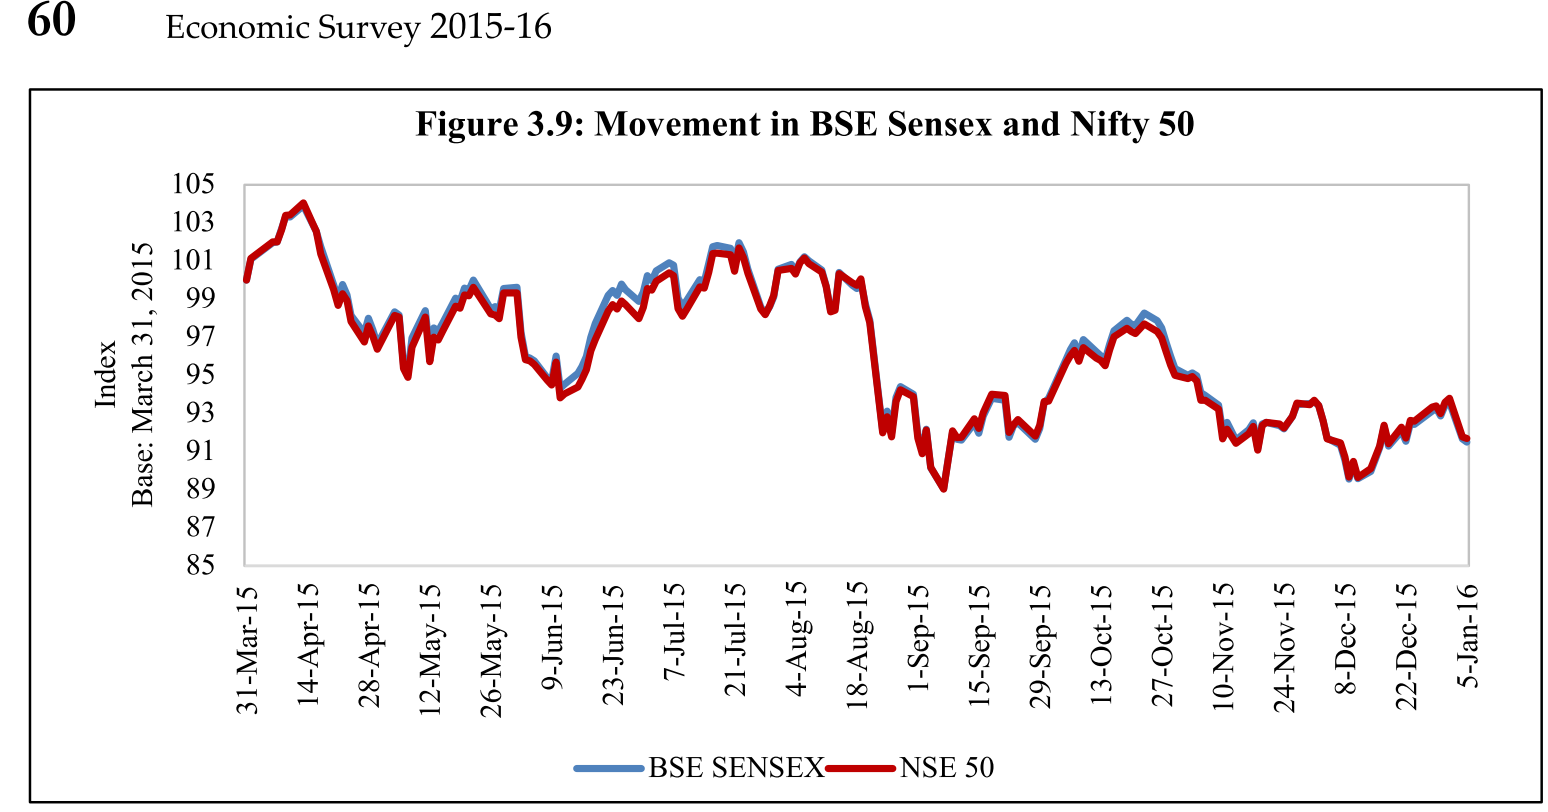 60 Economic Survey 2015-16
Figure 3.9: Movement in BSE Sensex and Nifty 50
Index
Base: March 31, 2015
105
103
101
99
97
95
93
91
89
87
85
31-Mar-15
14-Apr-15
28-Apr-15
12-May-15
26-May-15
9-Jun-15
23-Jun-15
7-Jul-15
21-Jul-15
4-Aug-15
18-Aug-15
1-Sep-15
15-Sep-15
29-Sep-15
13-Oct-15
27-Oct-15
10-Nov-15
24-Nov-15
8-Dec-15
22-Dec-15
5-Jan-16
BSE SENSEX NSE 50